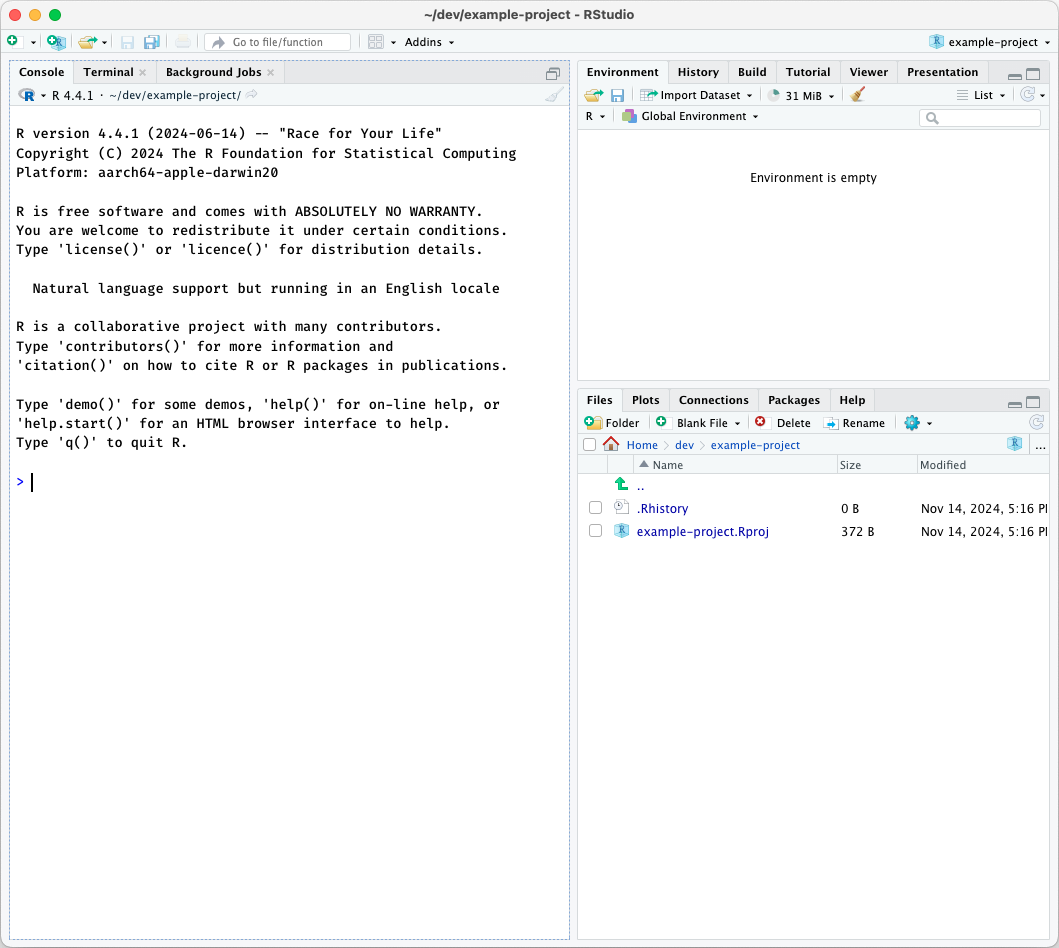 ~/dev/example-project - RStudio
Go to file/function
Addins
example-project
Console Terminal Background Jobs
R 4.4.1 · ~/dev/example-project/
R version 4.4.1 (2024-06-14) -- "Race for Your Life"
Copyright (C) 2024 The R Foundation for Statistical Computing
Platform: aarch64-apple-darwin20
R is free software and comes with ABSOLUTELY NO WARRANTY.
You are welcome to redistribute it under certain conditions.
Type 'license()' or 'licence()' for distribution details.
Natural language support but running in an English locale
R is a collaborative project with many contributors.
Type 'contributors()' for more information and
'citation()' on how to cite R or R packages in publications.
Type 'demo()' for some demos, 'help()' for on-line help, or
'help.start()' for an HTML browser interface to help.
Type 'q()' to quit R.
>
Environment History Build Tutorial Viewer Presentation
Import Dataset 31 MiB List
R Global Environment
Environment is empty
Files Plots Connections Packages Help
Folder Blank File Delete Rename
Home dev example-project ...
Name Size Modified
..
.Rhistory 0 B Nov 14, 2024, 5:16 P
example-project.Rproj 372 B Nov 14, 2024, 5:16 P